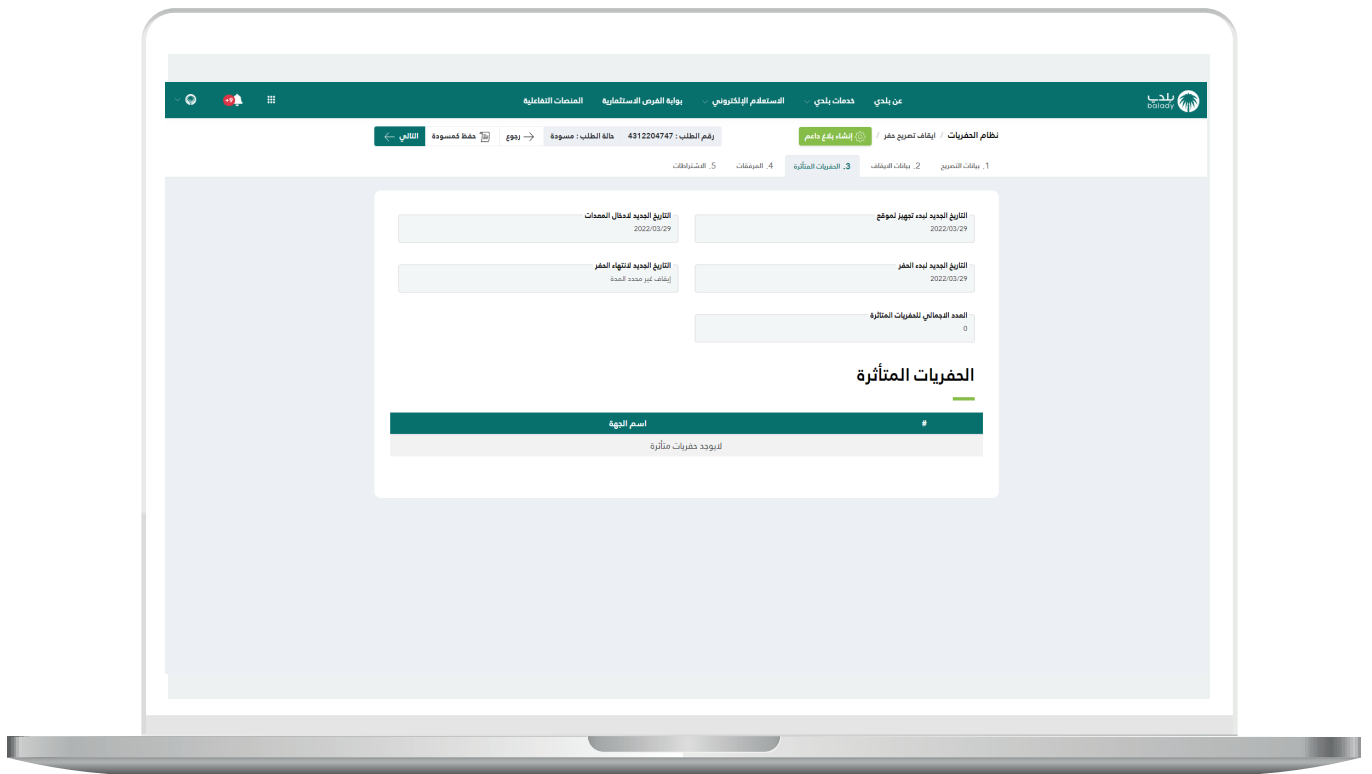 بلدي
balady
عن بلدي
خدمات بلدي
الاستعلام الإلكتروني
بوابة الفرص الاستثمارية
المنصات التفاعلية
+9
نظام الحفريات / ايقاف تصريح حفر /
إنشاء بلاغ داعم
رقم الطلب : 4312204747
حالة الطلب : مسودة
رجوع
حفظ كمسودة
التالي
1. بيانات التصريح
2. بيانات الايقاف
3. الحفريات المتأثرة
4. المرفقات
5. الاشتراطات
التاريخ الجديد لبدء تجهيز لموقع
2022/03/29
التاريخ الجديد لادخال المعدات
2022/03/29
التاريخ الجديد لبدء الحفر
2022/03/29
التاريخ الجديد لانتهاء الحفر
إيقاف غير محدد المدة
العدد الاجمالي للحفريات المتاثرة
0
الحفريات المتأثرة
#
اسم الجهة
لايوجد حفريات متأثرة